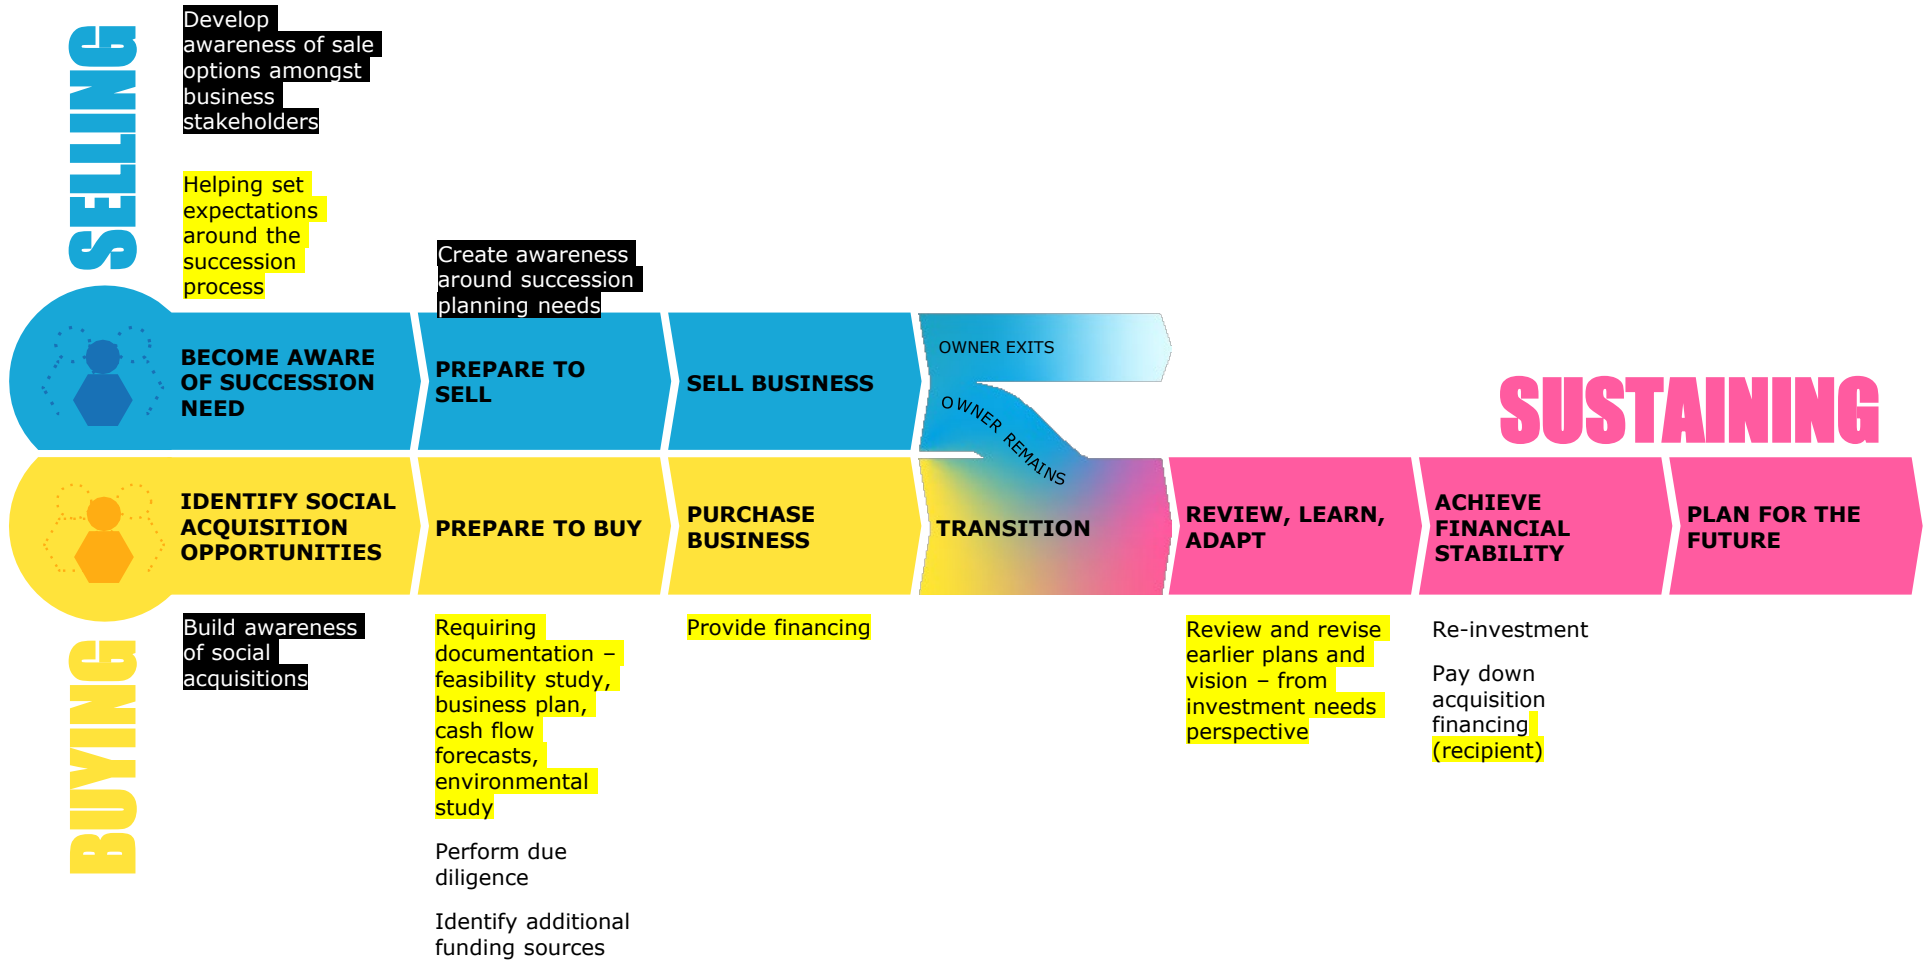 SELLING
Develop
awareness of sale
options amongst
business
stakeholders
Helping set
expectations
around the
succession
process
Create awareness
around succession
planning needs
BECOME AWARE
OF SUCCESSION
NEED
PREPARE TO
SELL
SELL BUSINESS
OWNER EXITS
OWNER REMAINS
SUSTAINING
IDENTIFY SOCIAL
ACQUISITION
OPPORTUNITIES
PREPARE TO BUY
PURCHASE
BUSINESS
TRANSITION
REVIEW, LEARN,
ADAPT
ACHIEVE
FINANCIAL
STABILITY
PLAN FOR THE
FUTURE
BUYING
Build awareness
of social
acquisitions
Requiring
documentation –
feasibility study,
business plan,
cash flow
forecasts,
environmental
study
Perform due
diligence
Identify additional
funding sources
Provide financing
Review and revise
earlier plans and
vision – from
investment needs
perspective
Re-investment
Pay down
acquisition
financing
(recipient)